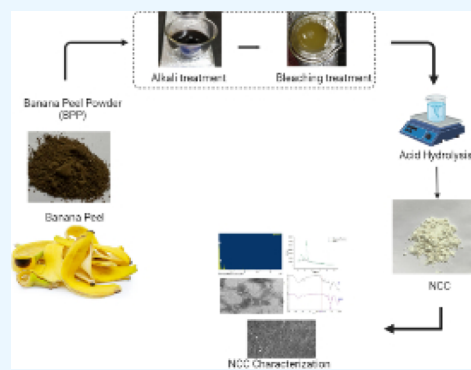 Alkali treatment
Bleaching treatment
Banana Peel Powder
(BPP)
Acid Hydrolysis
Banana Peel
NCC
NCC Characterization